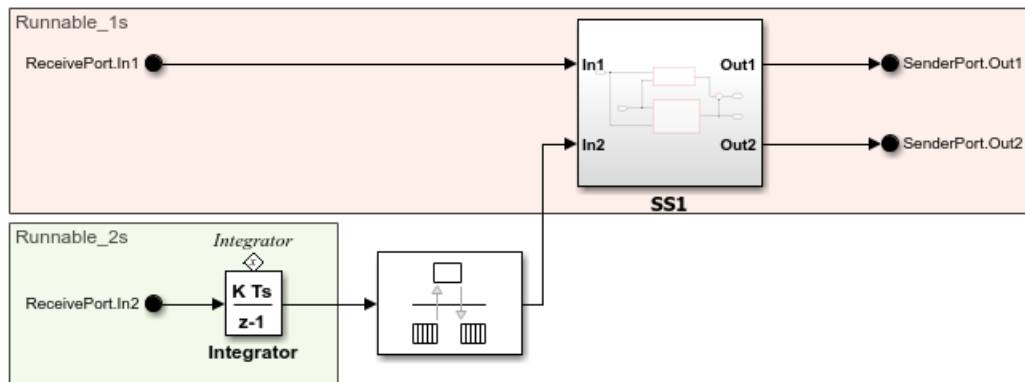 Runnable_1s
ReceivePort.In1
In1
Out1
SenderPort.Out1
In2
Out2
SenderPort.Out2
SS1
Runnable_2s
Integrator
x
ReceivePort.In2
K Ts
z-1
Integrator